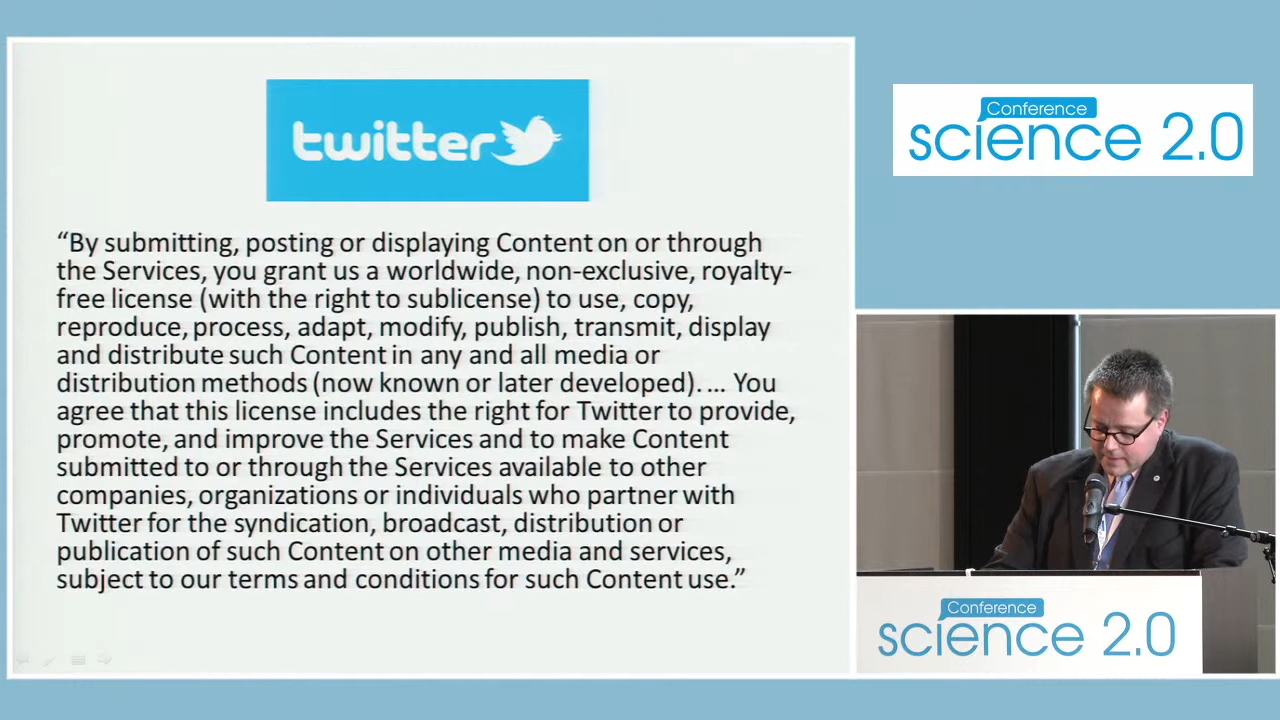 twitter
“By submitting, posting or displaying Content on or through
the Services, you grant us a worldwide, non-exclusive, royalty-
free license (with the right to sublicense) to use, copy,
reproduce, process, adapt, modify, publish, transmit, display
and distribute such Content in any and all media or
distribution methods (now known or later developed). ... You
agree that this license includes the right for Twitter to provide,
promote, and improve the Services and to make Content
submitted to or through the Services available to other
companies, organizations or individuals who partner with
Twitter for the syndication, broadcast, distribution or
publication of such Content on other media and services,
subject to our terms and conditions for such Content use.”
Conference
science 2.0
Conference
science 2.0